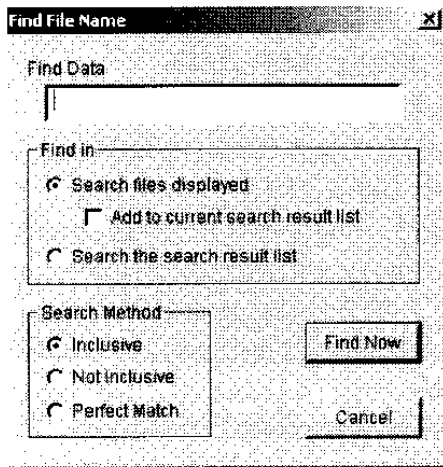 Find File Name
Find Data
Find in
Search files displayed
Add to current search result list
Search the search result list
Search Method
Inclusive
Not Inclusive
Perfect Match
Find Now
Cancel